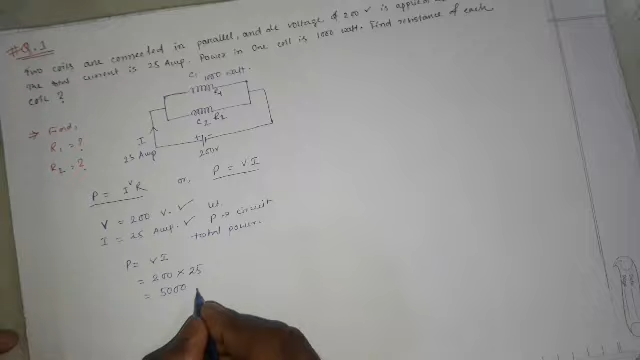 #Q.1
Two coils are connected in parallel, and dc voltage of 200 v is applied
The total current is 25 Amp. Power in one coil is 1000 watt. Find resistance of each
coil ?
C₁ 1000 watt.
R₁
C₂ R₂
I
25 Amp
200v
⇒ Find,
R₁ = ?
R₂ = ?
P = I²R or, P = VI
V = 200 V. ✓ Let
I = 25 Amp. ✓ P → circuit
total power.
P = VI
= 200 × 25
= 5000